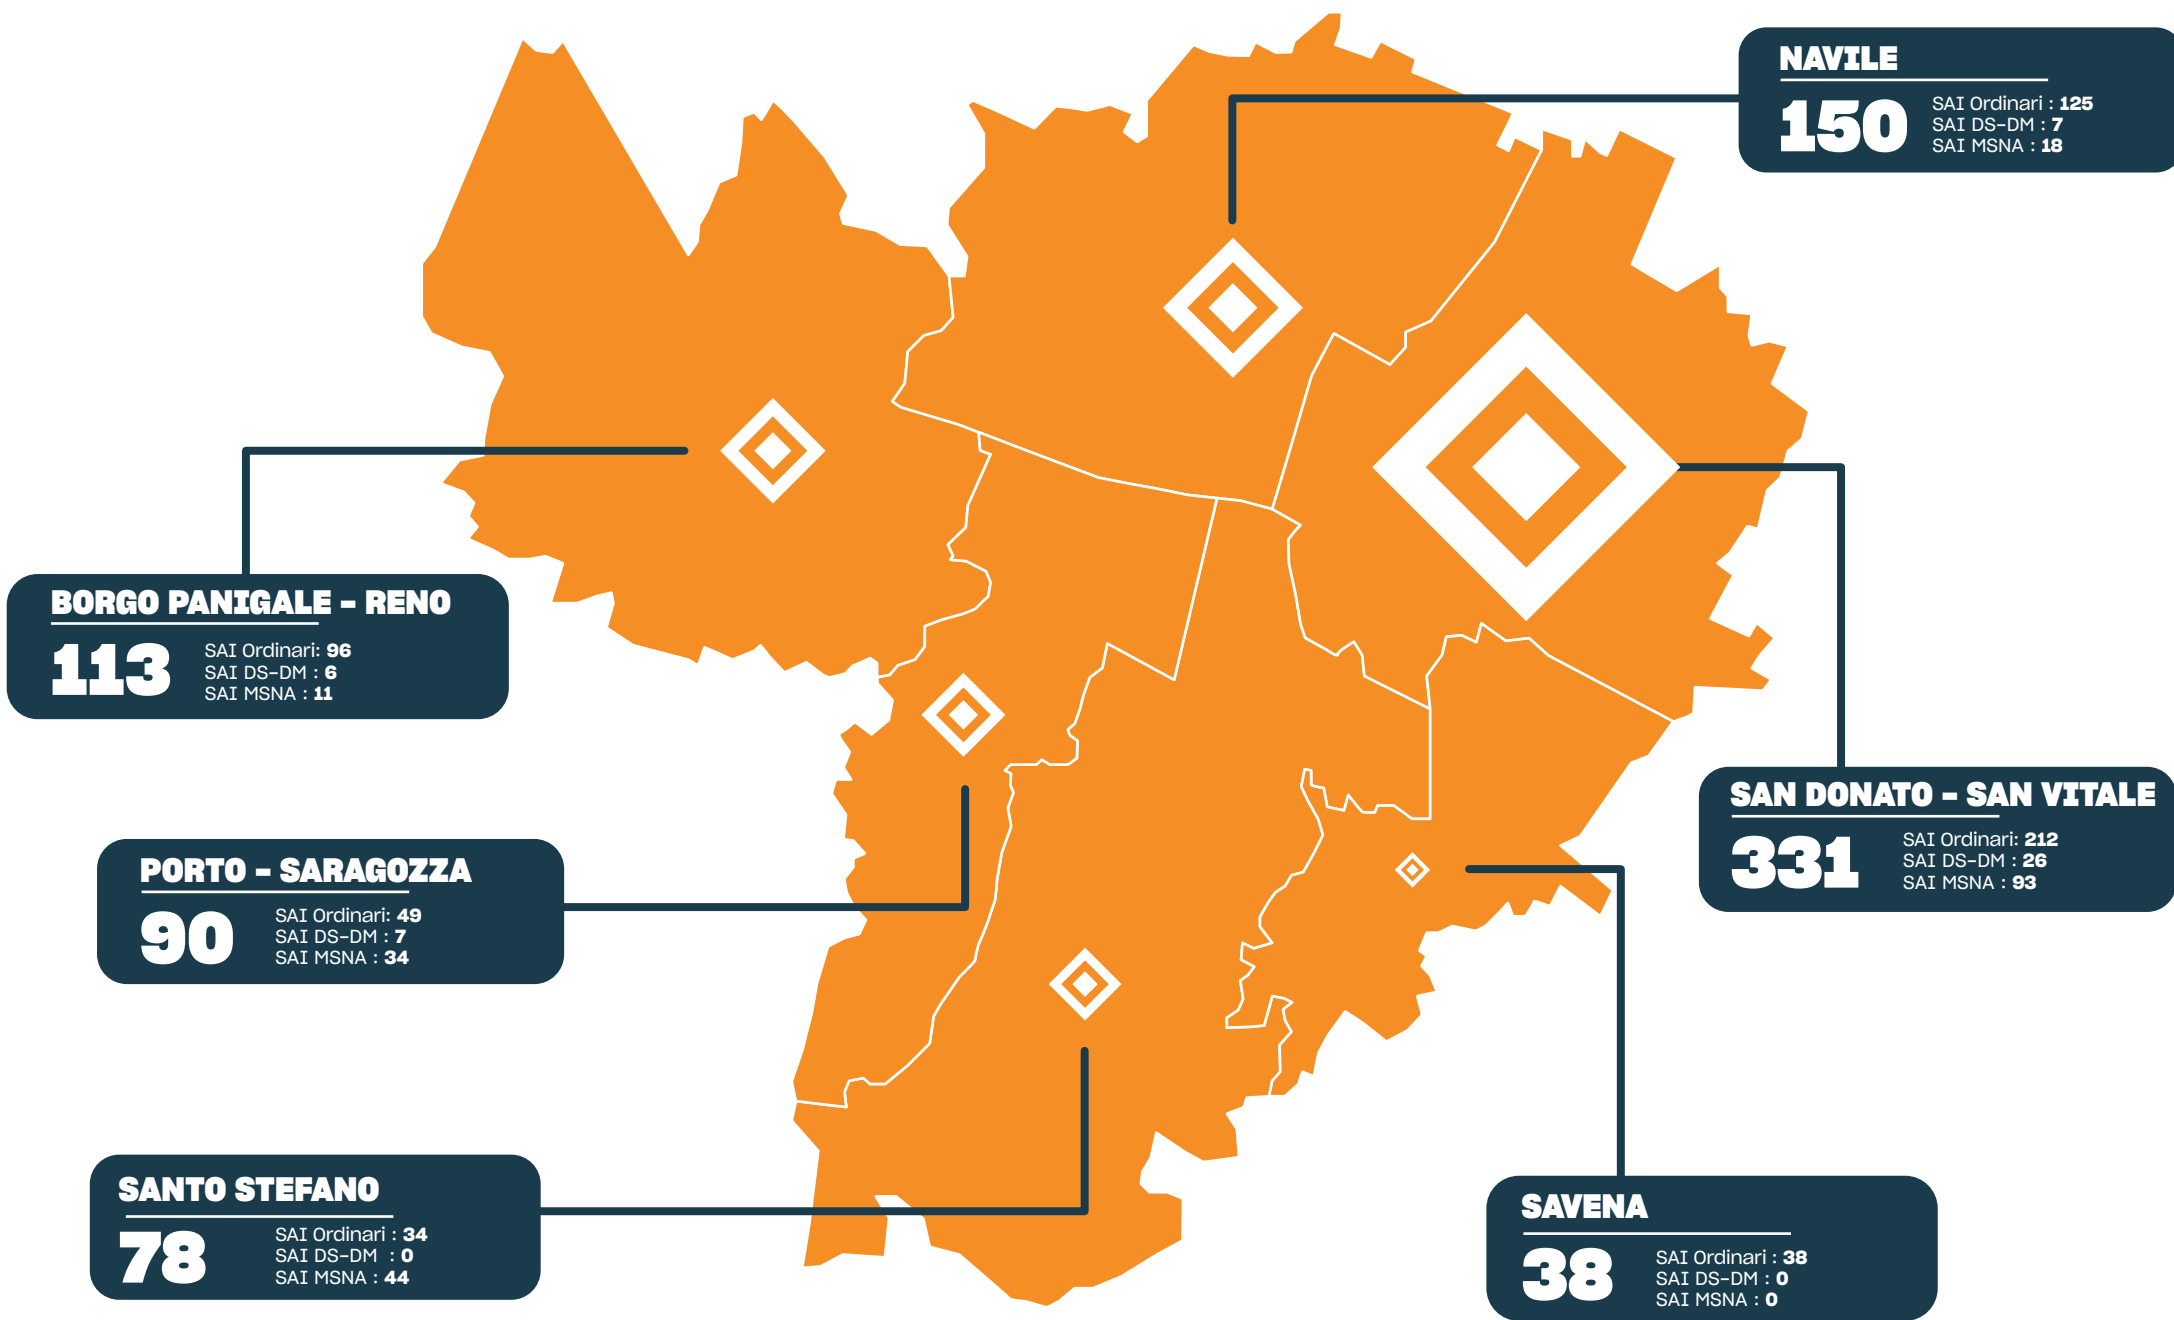 NAVILE
150
SAI Ordinari : 125
SAI DS-DM : 7
SAI MSNA : 18
BORGO PANIGALE - RENO
113
SAI Ordinari: 96
SAI DS-DM : 6
SAI MSNA : 11
SAN DONATO - SAN VITALE
331
SAI Ordinari: 212
SAI DS-DM : 26
SAI MSNA : 93
PORTO - SARAGOZZA
90
SAI Ordinari: 49
SAI DS-DM : 7
SAI MSNA : 34
SANTO STEFANO
78
SAI Ordinari : 34
SAI DS-DM : 0
SAI MSNA : 44
SAVENA
38
SAI Ordinari : 38
SAI DS-DM : 0
SAI MSNA : 0